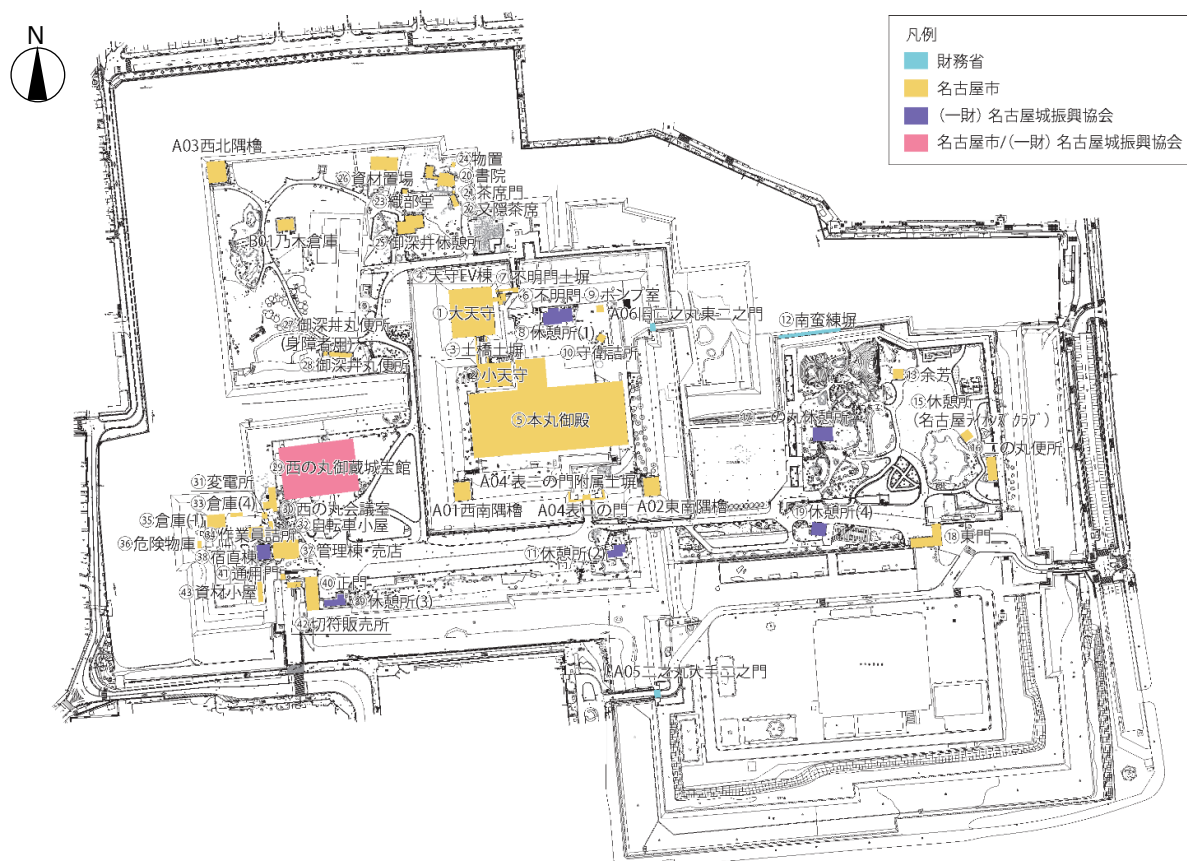 N
凡例
財務省
名古屋市
（一財）名古屋城振興協会
名古屋市/（一財）名古屋城振興協会
A03西北隅櫓
㉔物置
⑳書院
㉖資材置場
茶席門
㉓織部堂
又隠茶席
B01乃木倉庫
㉕御深井休憩所
④天守EV棟
⑦不明門土塀
⑥不明門
⑨ポンプ室
①大天守
A06旧二之丸東二之門
⑧休憩所(1)
⑫南蛮練塀
㉗御深井丸便所
(身障者用)
③土橋土塀
⑩守衛詰所
㉘御深井丸便所
小天守
⑬余芳
⑮休憩所
(名古屋ﾗｲｵﾝｽﾞｸﾗﾌﾞ)
⑤本丸御殿
二の丸休憩所
二の丸便所
㉙西の丸御蔵城宝館
A04表二の門附属土塀
㉛変電所
㉝倉庫(4)
㉚西の丸会議室
A01西南隅櫓
A04表二の門
A02東南隅櫓
㉟倉庫(1)
㉜自転車小屋
⑲休憩所(4)
㉞作業員詰所
㊱危険物庫
㊲管理棟・売店
⑱東門
㊳宿直棟
⑪休憩所(2)
㊶通用門
㊵正門
㊸資材小屋
㊴休憩所(3)
㊷切符販売所
A05二之丸大手二之門